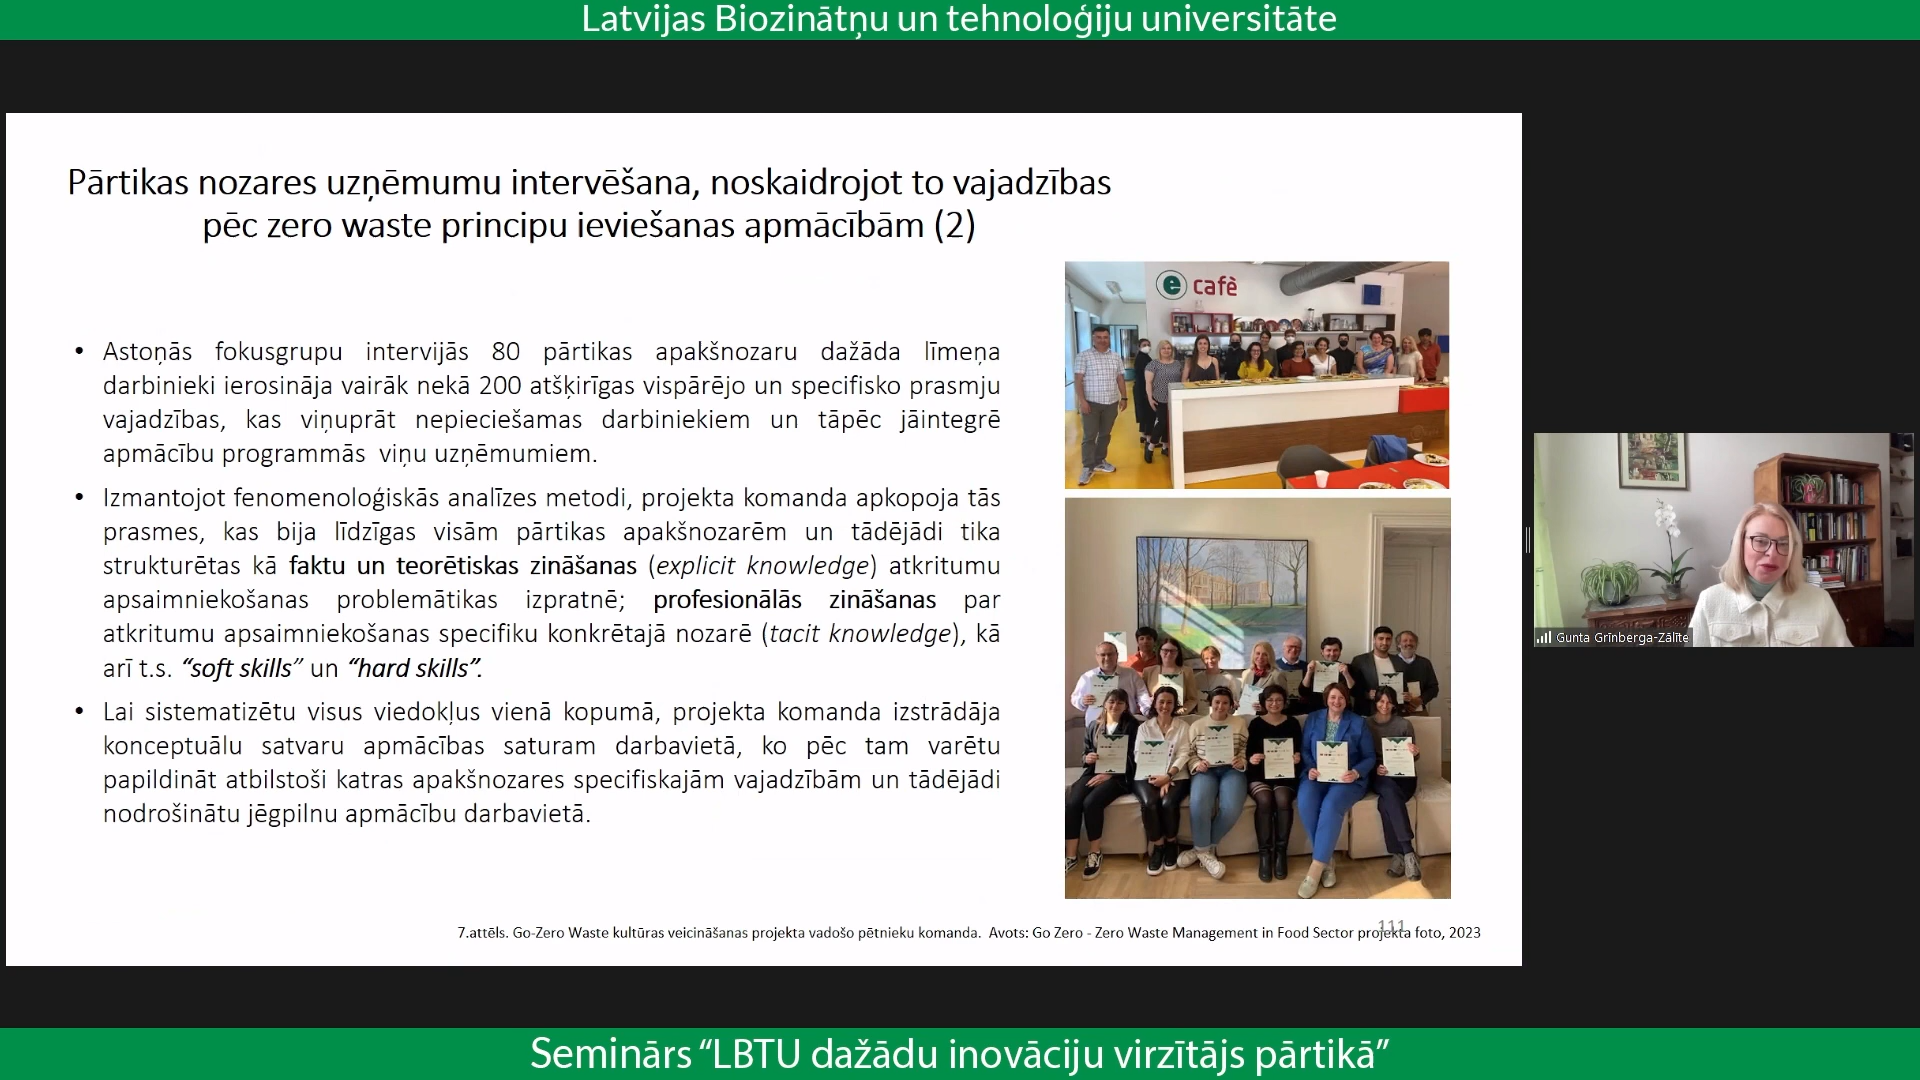 Latvijas Biozinātņu un tehnoloģiju universitāte
Pārtikas nozares uzņēmumu intervēšana, noskaidrojot to vajadzības
pēc zero waste principu ieviešanas apmācībām (2)
• Astoņās fokusgrupu intervijās 80 pārtikas apakšnozaru dažāda līmeņa
darbinieki ierosināja vairāk nekā 200 atšķirīgas vispārējo un specifisko prasmju
vajadzības, kas viņuprāt nepieciešamas darbiniekiem un tāpēc jāintegrē
apmācību programmās viņu uzņēmumiem.
• Izmantojot fenomenoloģiskās analīzes metodi, projekta komanda apkopoja tās
prasmes, kas bija līdzīgas visām pārtikas apakšnozarēm un tādējādi tika
strukturētas kā faktu un teorētiskas zināšanas (explicit knowledge) atkritumu
apsaimniekošanas problemātikas izpratnē; profesionālās zināšanas par
atkritumu apsaimniekošanas specifiku konkrētajā nozarē (tacit knowledge), kā
arī t.s. “soft skills” un “hard skills”.
• Lai sistematizētu visus viedokļus vienā kopumā, projekta komanda izstrādāja
konceptuālu satvaru apmācības saturam darbavietā, ko pēc tam varētu
papildināt atbilstoši katras apakšnozares specifiskajām vajadzībām un tādējādi
nodrošinātu jēgpilnu apmācību darbavietā.
e cafè
111
7.attēls. Go-Zero Waste kultūras veicināšanas projekta vadošo pētnieku komanda. Avots: Go Zero - Zero Waste Management in Food Sector projekta foto, 2023
Gunta Grīnberga-Zālīte
Seminārs “LBTU dažādu inovāciju virzītājs pārtikā”